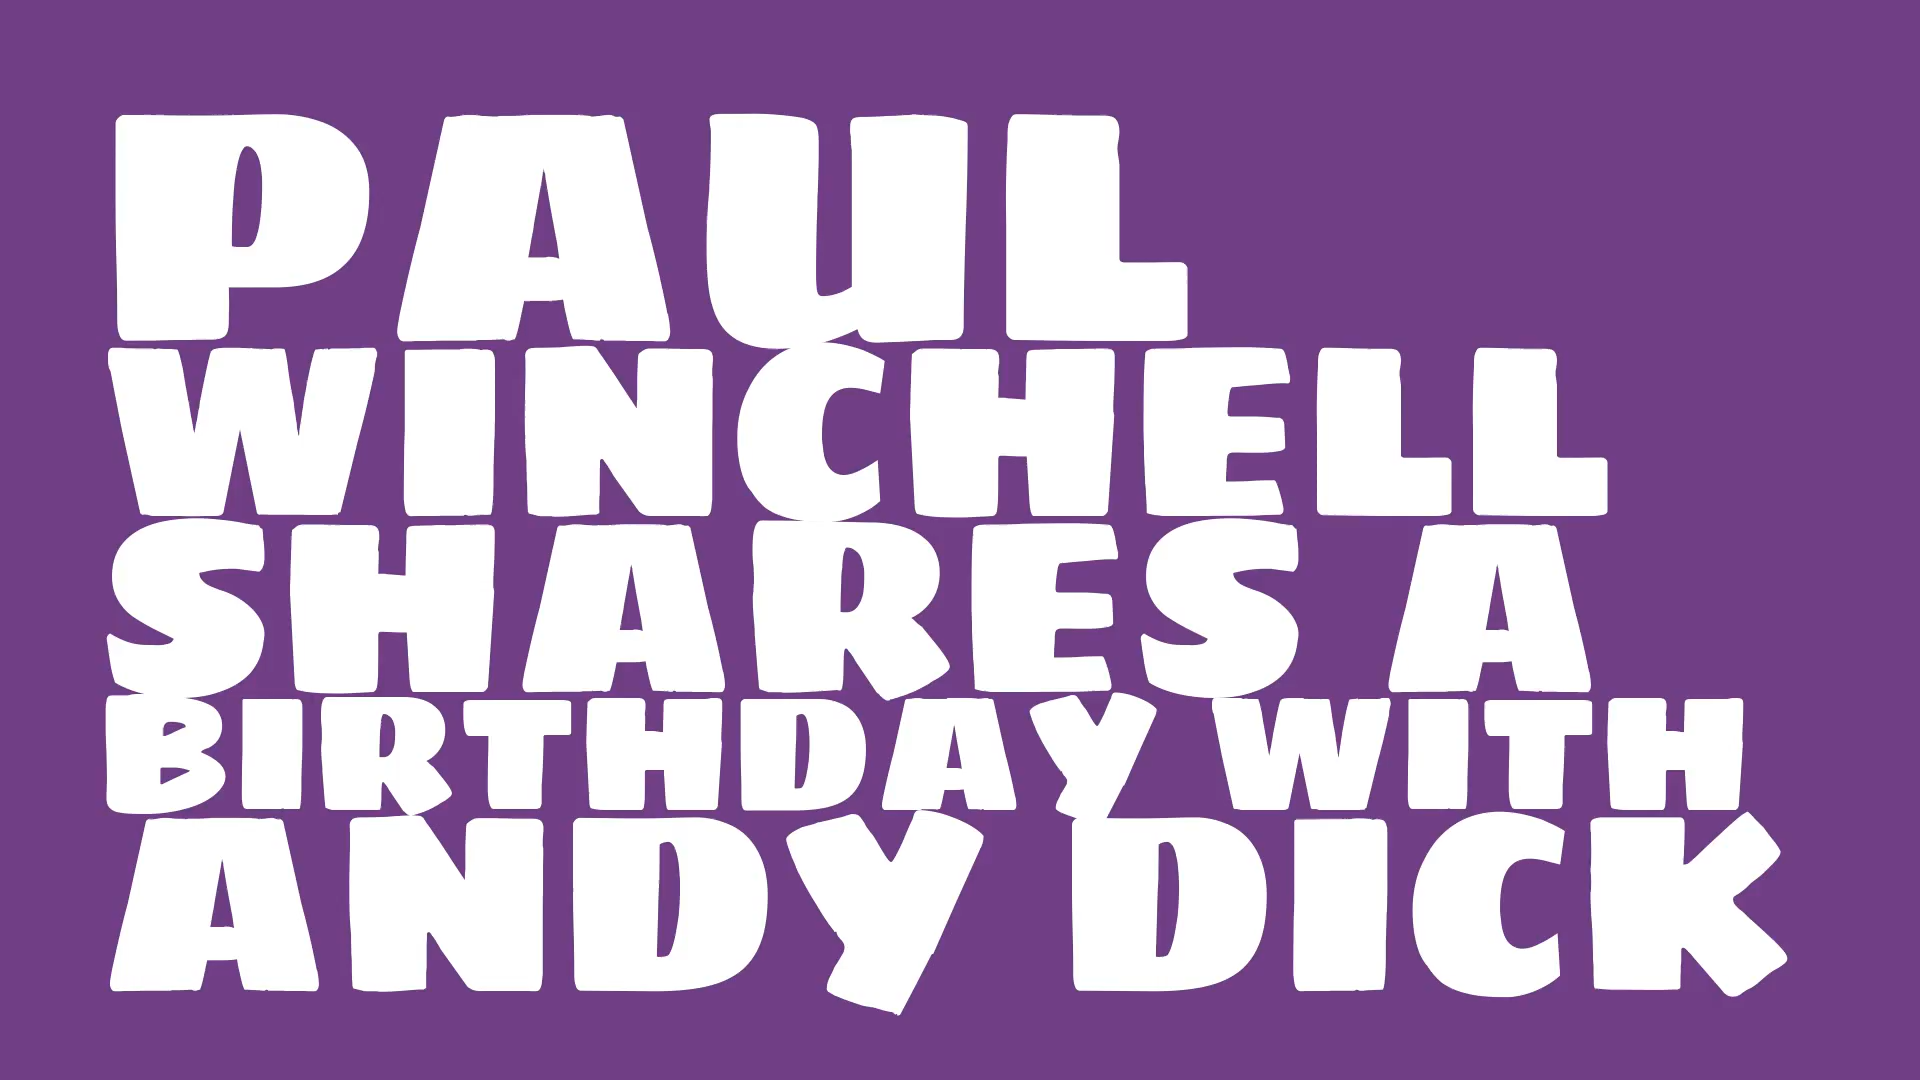 PAUL
WINCHELL
SHARES A
BIRTHDAY WITH
ANDY DICK